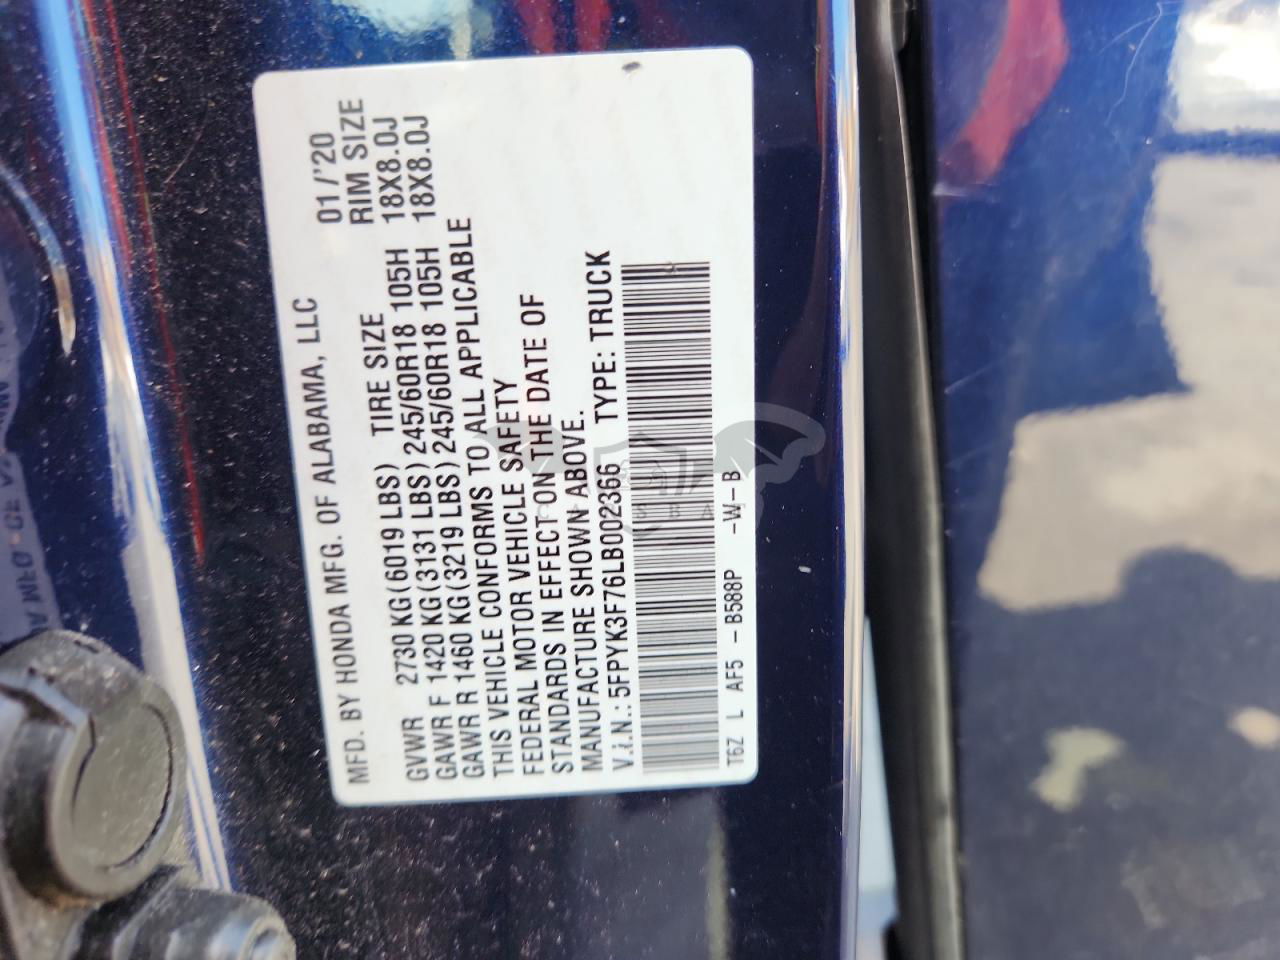 MFD. BY HONDA MFG. OF ALABAMA, LLC 01/'20
TIRE SIZE RIM SIZE
GVWR 2730 KG(6019 LBS)
GAWR F 1420 KG(3131 LBS) 245/60R18 105H 18X8.0J
GAWR R 1460 KG(3219 LBS) 245/60R18 105H 18X8.0J
THIS VEHICLE CONFORMS TO ALL APPLICABLE
FEDERAL MOTOR VEHICLE SAFETY
STANDARDS IN EFFECT ON THE DATE OF
MANUFACTURE SHOWN ABOVE.
V.I.N.: 5FPYK3F76LB002366 TYPE: TRUCK
T6Z L AF5 -B588P -W-B